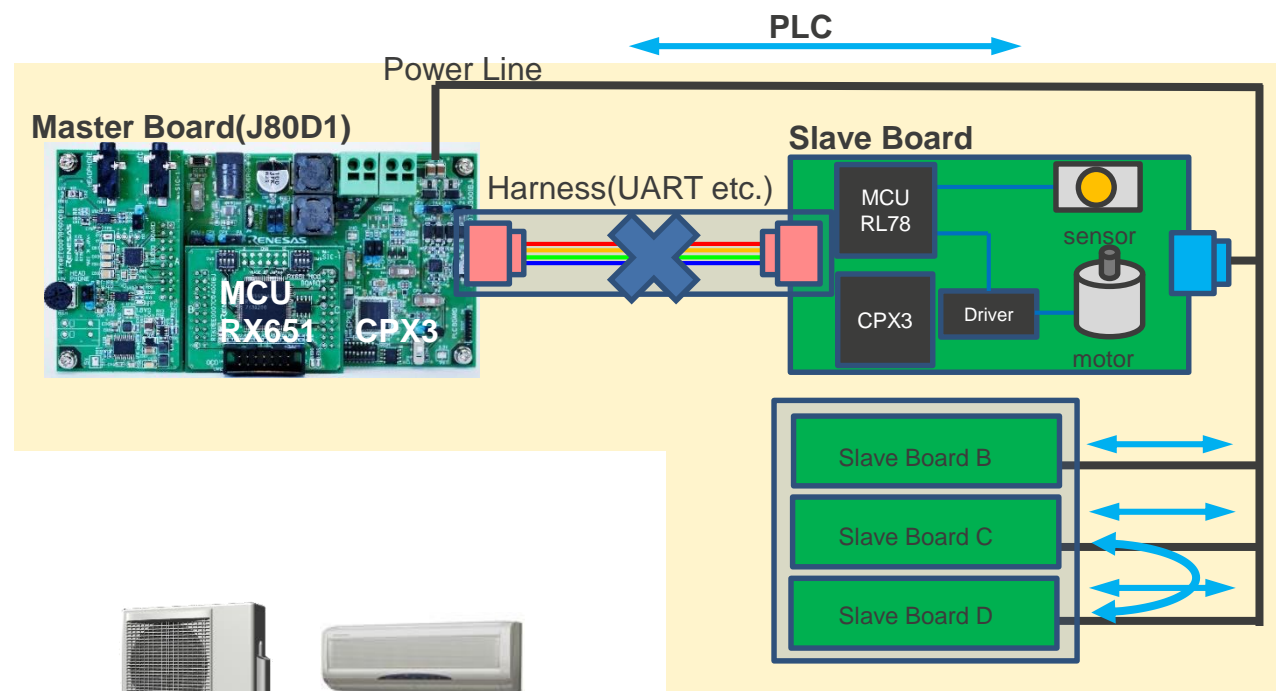 PLC
Power Line
Master Board(J80D1)
Slave Board
Harness(UART etc.)
MCU
RL78
sensor
RENESAS
MCU
RX651
CPX3
CPX3
Driver
motor
Slave Board B
Slave Board C
Slave Board D